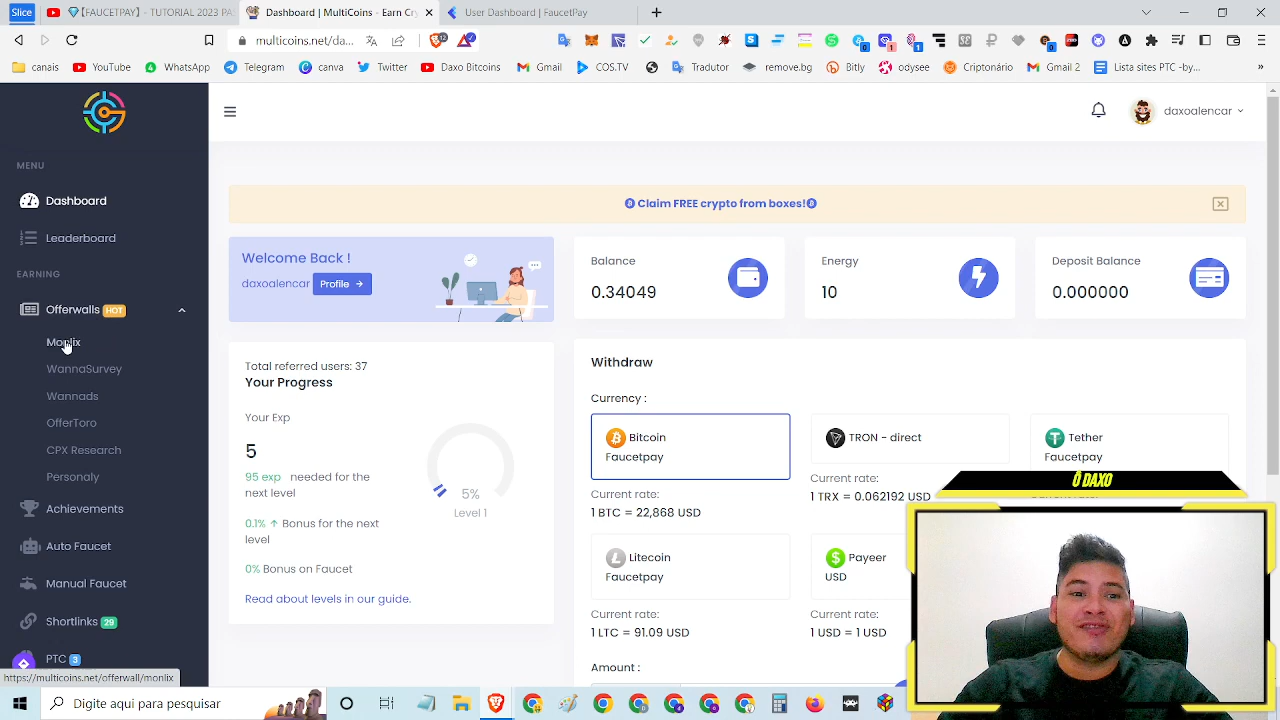 Slice
【FAUCETPAY】- TUTORIAL 2023 PA
Dashboard | MultiCoins - Earn Cry
User Dashboard | FaucetPay
multicoins.net/da...
canais
YouTube
WhatsApp
Telegram
canva
Twitter
Daxo Bitcoins
Gmail
COS.TV
Tradutor
remove.bg
Bitly
odysee
Criptonário
Gmail 2
Lista sites PTC -by...
daxoalencar
MENU
Dashboard
Leaderboard
EARNING
Offerwalls HOT
Monlix
WannaSurvey
Wannads
OfferToro
CPX Research
Personaly
Achievements
Auto Faucet
Manual Faucet
Shortlinks 29
PTC 3
https://multicoins.net/offerwall/monlix
Claim FREE crypto from boxes!
Welcome Back !
daxoalencar
Profile →
Balance
0.34049
Energy
10
Deposit Balance
0.000000
Total referred users: 37
Your Progress
Your Exp
5
95 exp needed for the
next level
0.1% ↑ Bonus for the next
level
0% Bonus on Faucet
Read about levels in our guide.
5%
Level 1
Withdraw
Currency :
Bitcoin
Faucetpay
Current rate:
1 BTC = 22,868 USD
TRON - direct
Current rate:
1 TRX = 0.062192 USD
Tether
Faucetpay
Litecoin
Faucetpay
Current rate:
1 LTC = 91.79 USD
Payeer
USD
Current rate:
1 USD = 1 USD
Amount :
Ô DAXO
Digite aqui para pesquisar